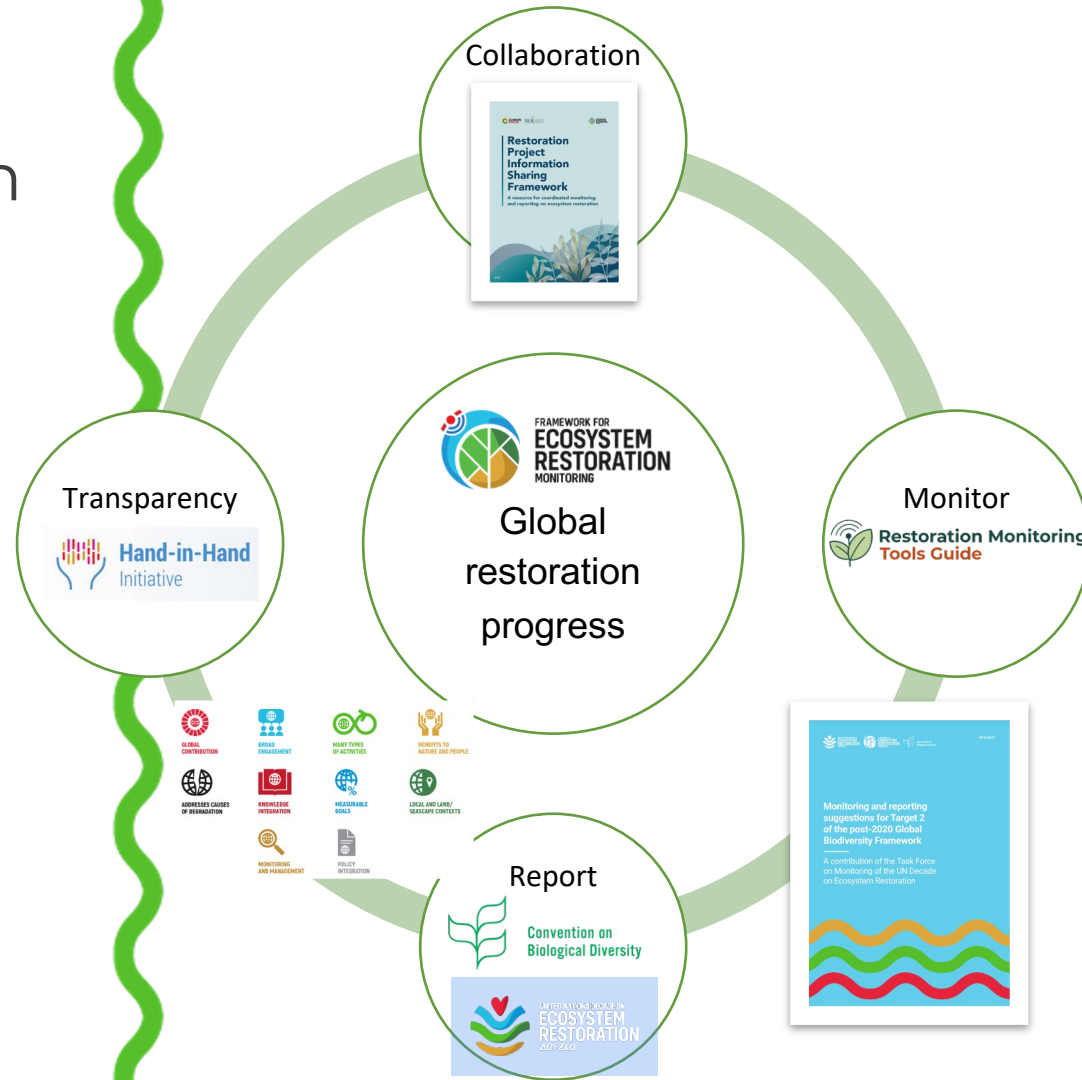 n
Collaboration
Restoration
Project
Information
Sharing
Framework
A resource for coordinated monitoring
and reporting on ecosystem restoration
FRAMEWORK FOR
ECOSYSTEM
RESTORATION
MONITORING
Global
restoration
progress
Transparency
Hand-in-Hand
Initiative
Monitor
Restoration Monitoring
Tools Guide
GLOBAL
CONTRIBUTION
BROAD
ENGAGEMENT
MANY TYPES
OF ACTIVITIES
BENEFITS TO
NATURE AND PEOPLE
ADDRESSES CAUSES
OF DEGRADATION
KNOWLEDGE
INTEGRATION
MEASURABLE
GOALS
LOCAL AND LAND/
SEASCAPE CONTEXTS
MONITORING
AND MANAGEMENT
POLICY
INTEGRATION
Monitoring and reporting
suggestions for Target 2
of the post-2020 Global
Biodiversity Framework
A contribution of the Task Force
on Monitoring of the UN Decade
on Ecosystem Restoration
Report
Convention on
Biological Diversity
UNITED NATIONS DECADE ON
ECOSYSTEM
RESTORATION
2021-2030